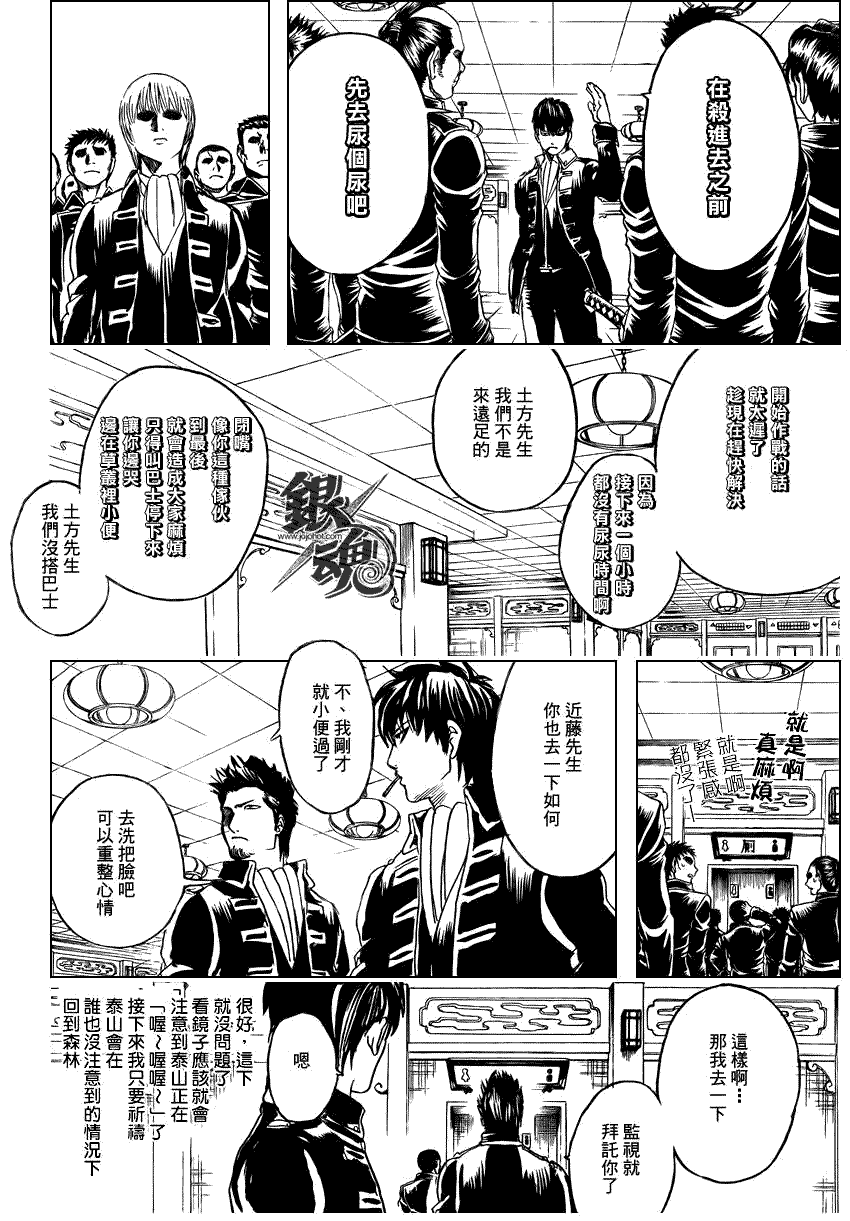 在殺進去之前
先去尿個尿吧
開始作戰的話
就太遲了
趁現在趕快解決
因為
接下來一個小時
都沒有尿尿時間啊
土方先生
我們不是
來遠足的
閉嘴
像你這種傢伙
到最後
就會造成大家麻煩
只得叫巴士停下來
讓你邊哭
邊在草叢裡小便
土方先生
我們沒搭巴士
銀魂
www.jojohot.com
就是啊
真麻煩
就是啊
緊張感
都沒了—
廁
近藤先生
你也去一下如何
不、我剛才
就小便過了
去洗把臉吧
可以重整心情
這樣啊…
那我去一下
監視就
拜託你了
嗯
很好，這下
就沒問題了
看鏡子應該就會
「注意到泰山正在
「喔～喔喔～」了
接下來我只要祈禱
泰山會在
誰也沒注意到的情況下
回到森林